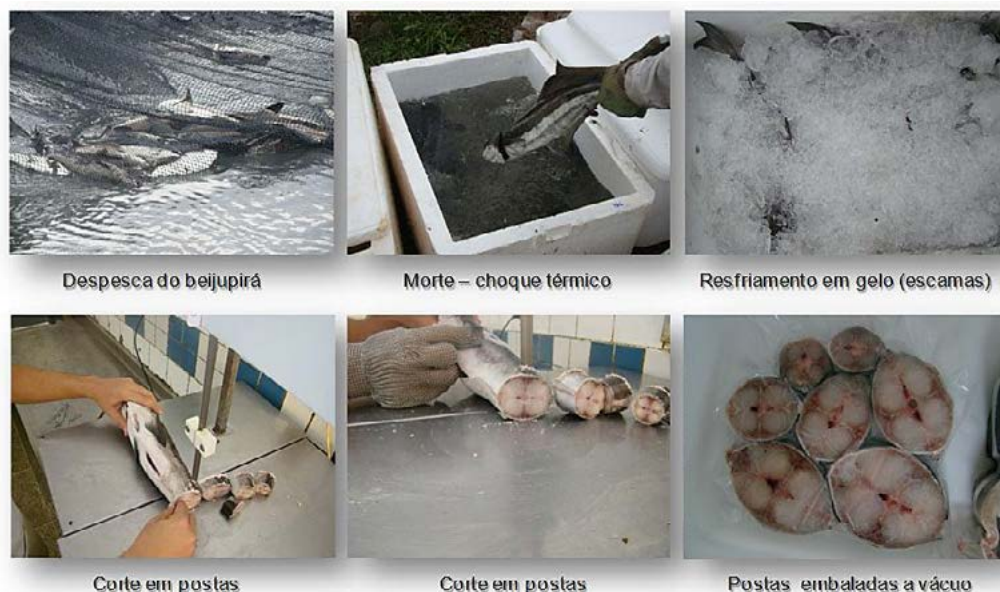 Despesca do beijupirá
Morte – choque térmico
Resfriamento em gelo (escamas)
Corte em postas
Corte em postas
Postas embaladas a vácuo